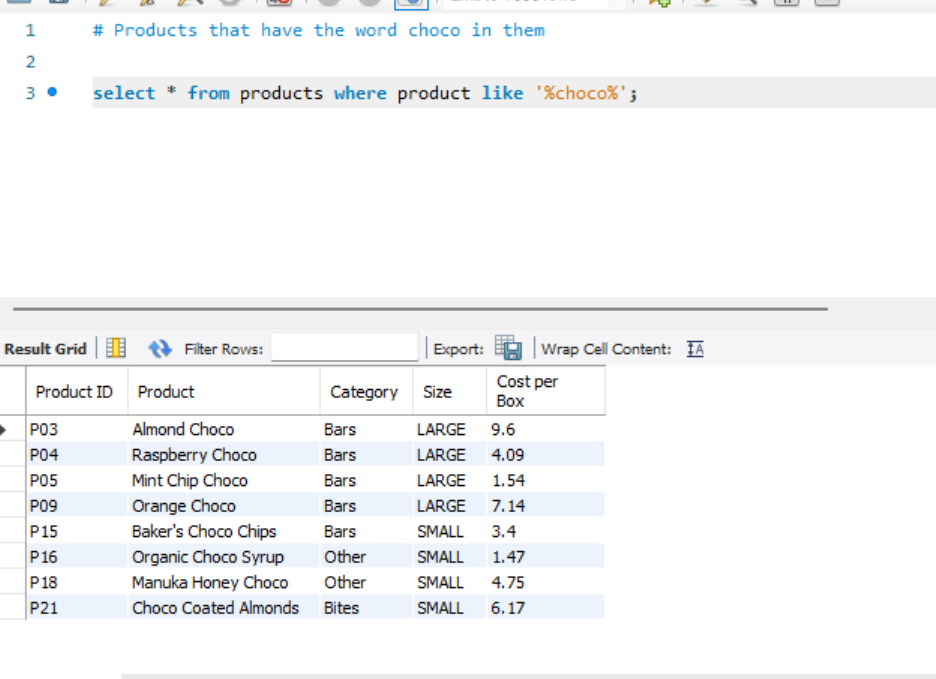 1 # Products that have the word choco in them
2
3 select * from products where product like '%choco%';
Result Grid Filter Rows: Export: Wrap Cell Content: IA
Product ID Product Category Size Cost per Box
P03 Almond Choco Bars LARGE 9.6
P04 Raspberry Choco Bars LARGE 4.09
P05 Mint Chip Choco Bars LARGE 1.54
P09 Orange Choco Bars LARGE 7.14
P15 Baker's Choco Chips Bars SMALL 3.4
P16 Organic Choco Syrup Other SMALL 1.47
P18 Manuka Honey Choco Other SMALL 4.75
P21 Choco Coated Almonds Bites SMALL 6.17